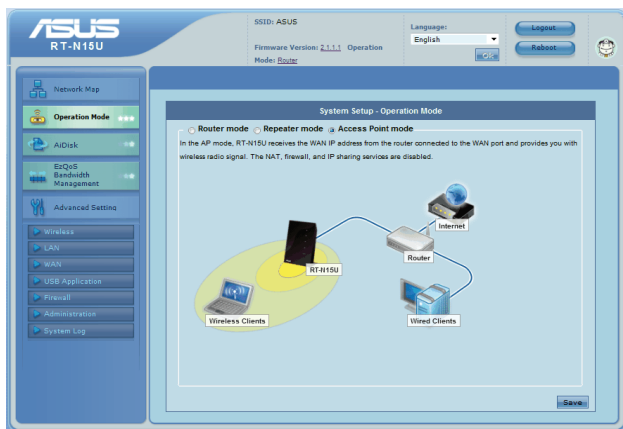 ASUS
RT-N15U
SSID: ASUS
Firmware Version: 2.1.1.1 Operation
Mode: Router
Language:
English
Logout
Reboot
Network Map
Operation Mode
AiDisk
EzQoS
Bandwidth
Management
Advanced Setting
Wireless
LAN
WAN
USB Application
Firewall
Administration
System Log
System Setup - Operation Mode
Router mode Repeater mode Access Point mode
In the AP mode, RT-N15U receives the WAN IP address from the router connected to the WAN port and provides you with
wireless radio signal. The NAT, firewall, and IP sharing services are disabled.
Internet
Router
RT-N15U
Wireless Clients
Wired Clients
Save